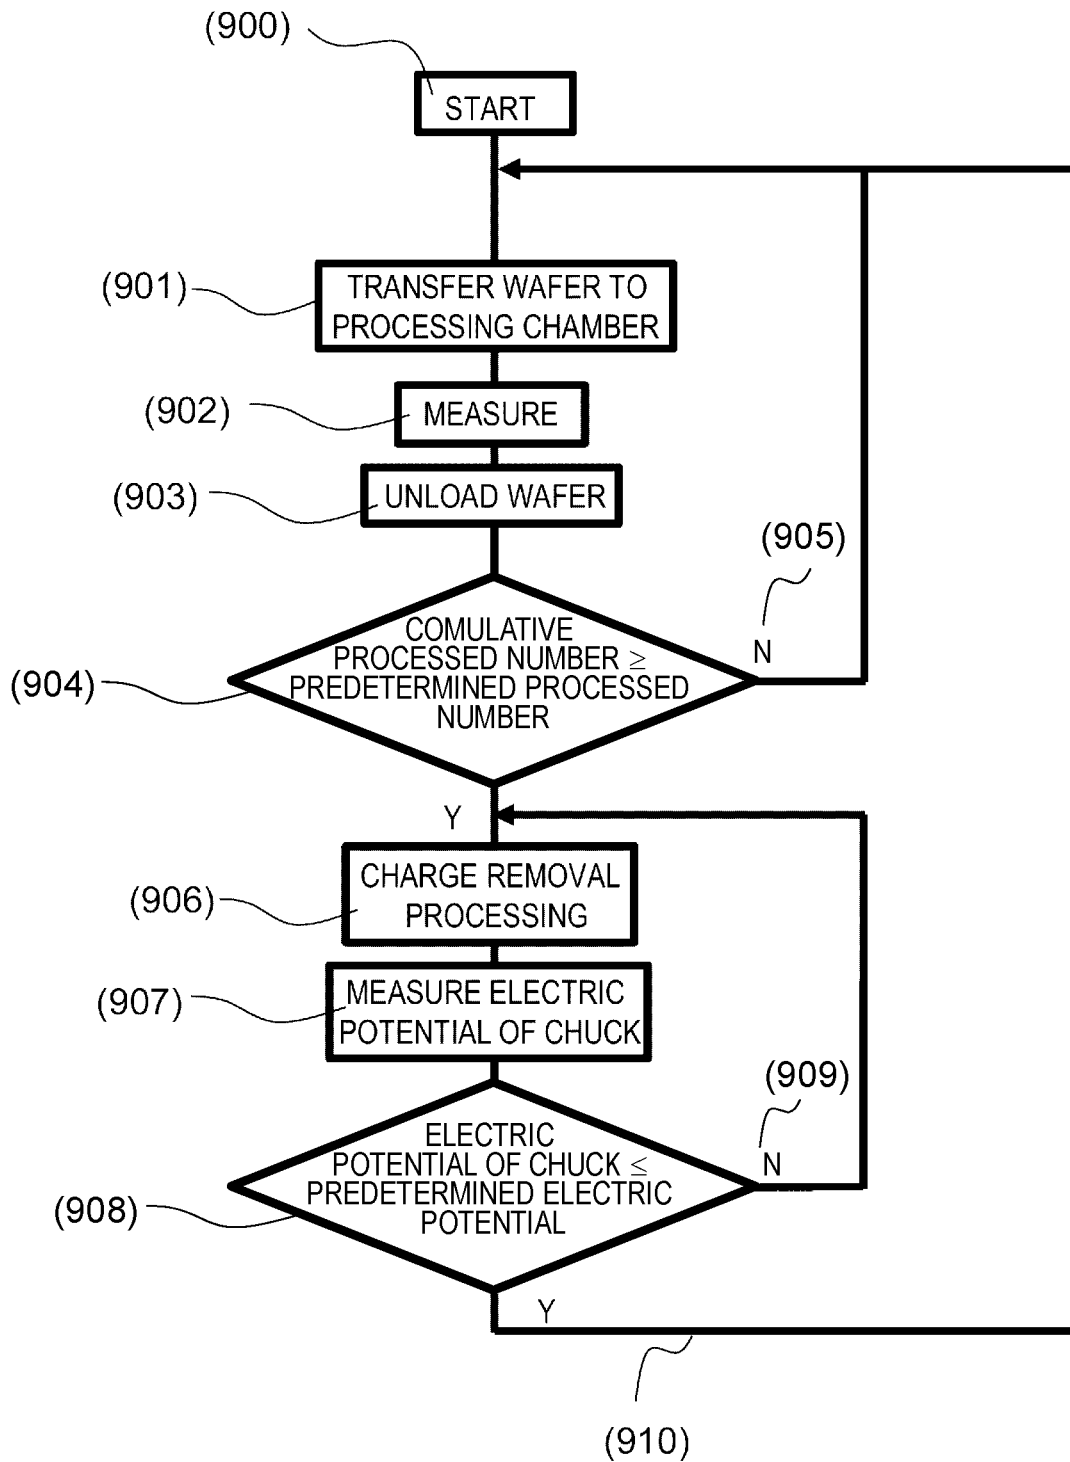 (900)
START
(901)
TRANSFER WAFER TO
PROCESSING CHAMBER
(902)
MEASURE
(903)
UNLOAD WAFER
(904)
COMULATIVE
PROCESSED NUMBER ≥
PREDETERMINED PROCESSED
NUMBER
(905)
N
Y
(906)
CHARGE REMOVAL
PROCESSING
(907)
MEASURE ELECTRIC
POTENTIAL OF CHUCK
(908)
ELECTRIC
POTENTIAL OF CHUCK ≤
PREDETERMINED ELECTRIC
POTENTIAL
(909)
N
Y
(910)